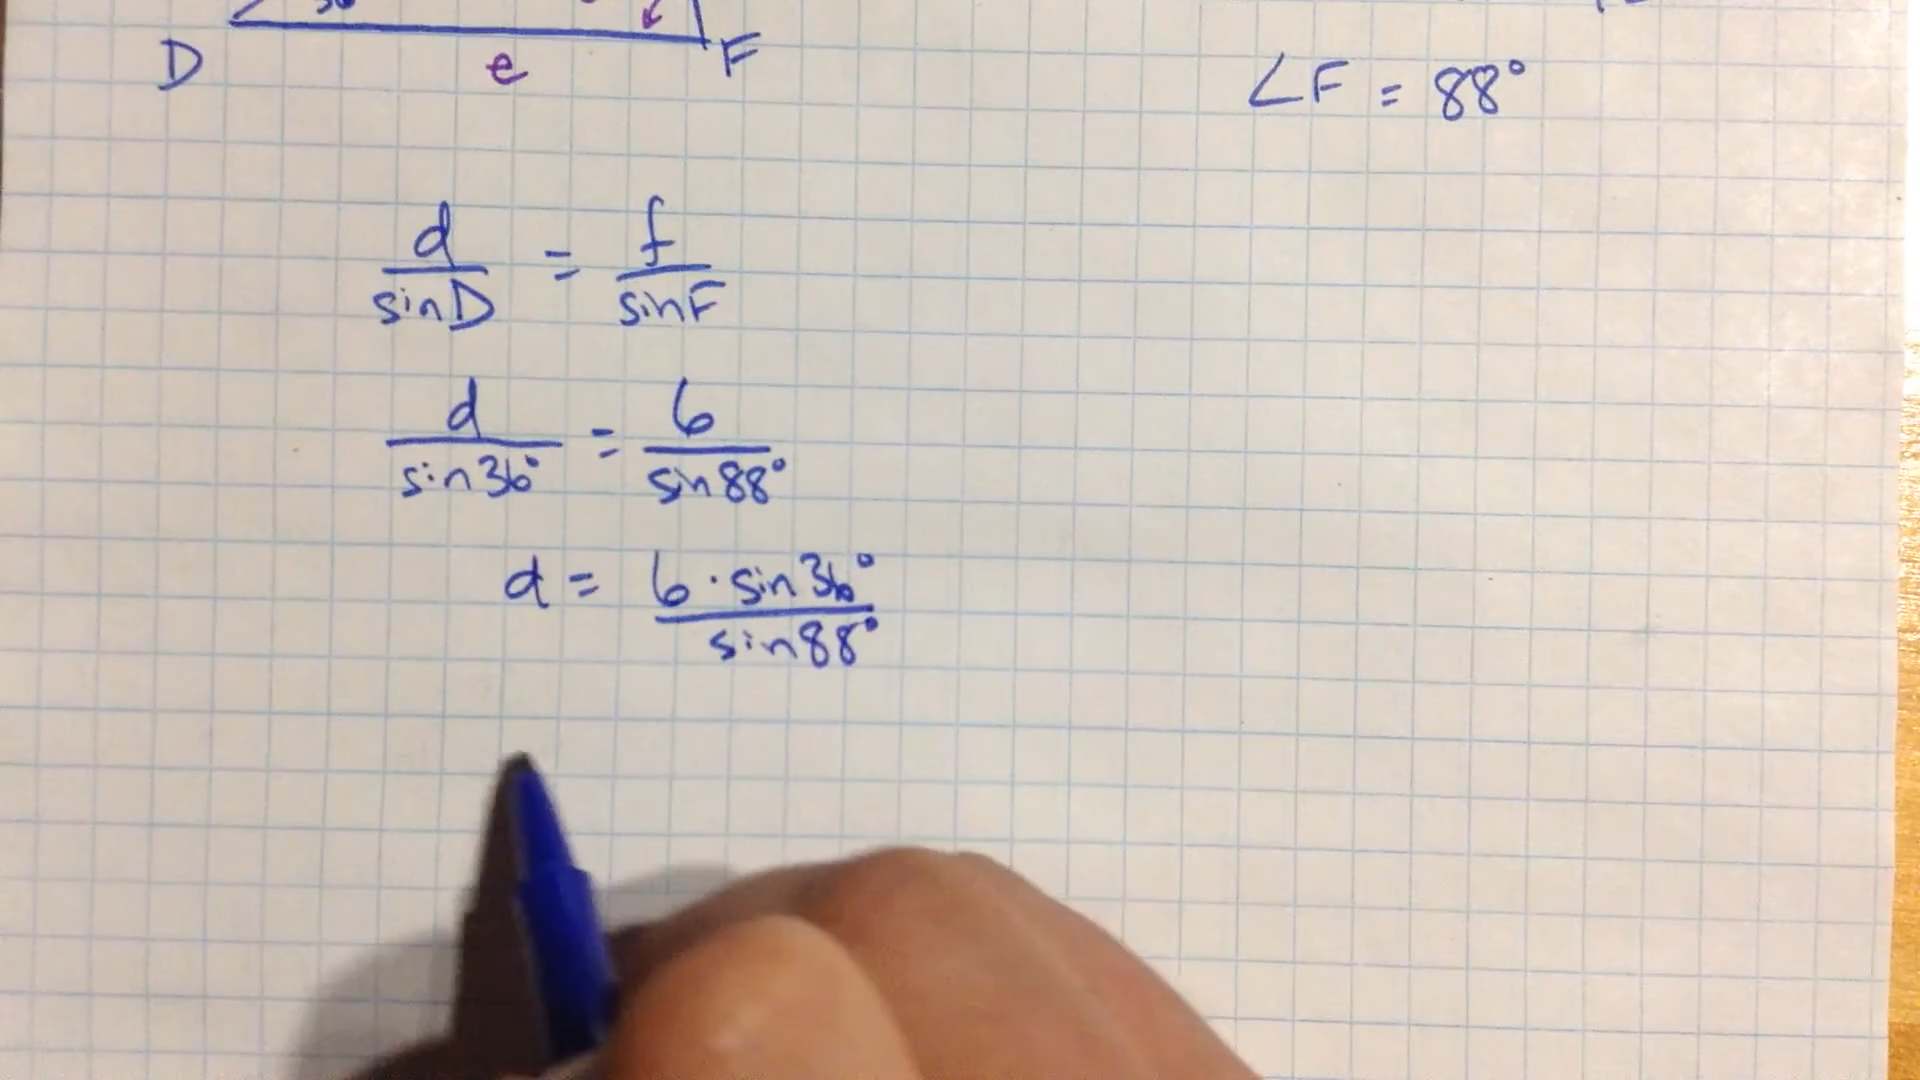 D e F
∠F = 88°
d/sinD = f/sinF
d/sin36° = 6/sin88°
d = 6 · sin36°/sin88°